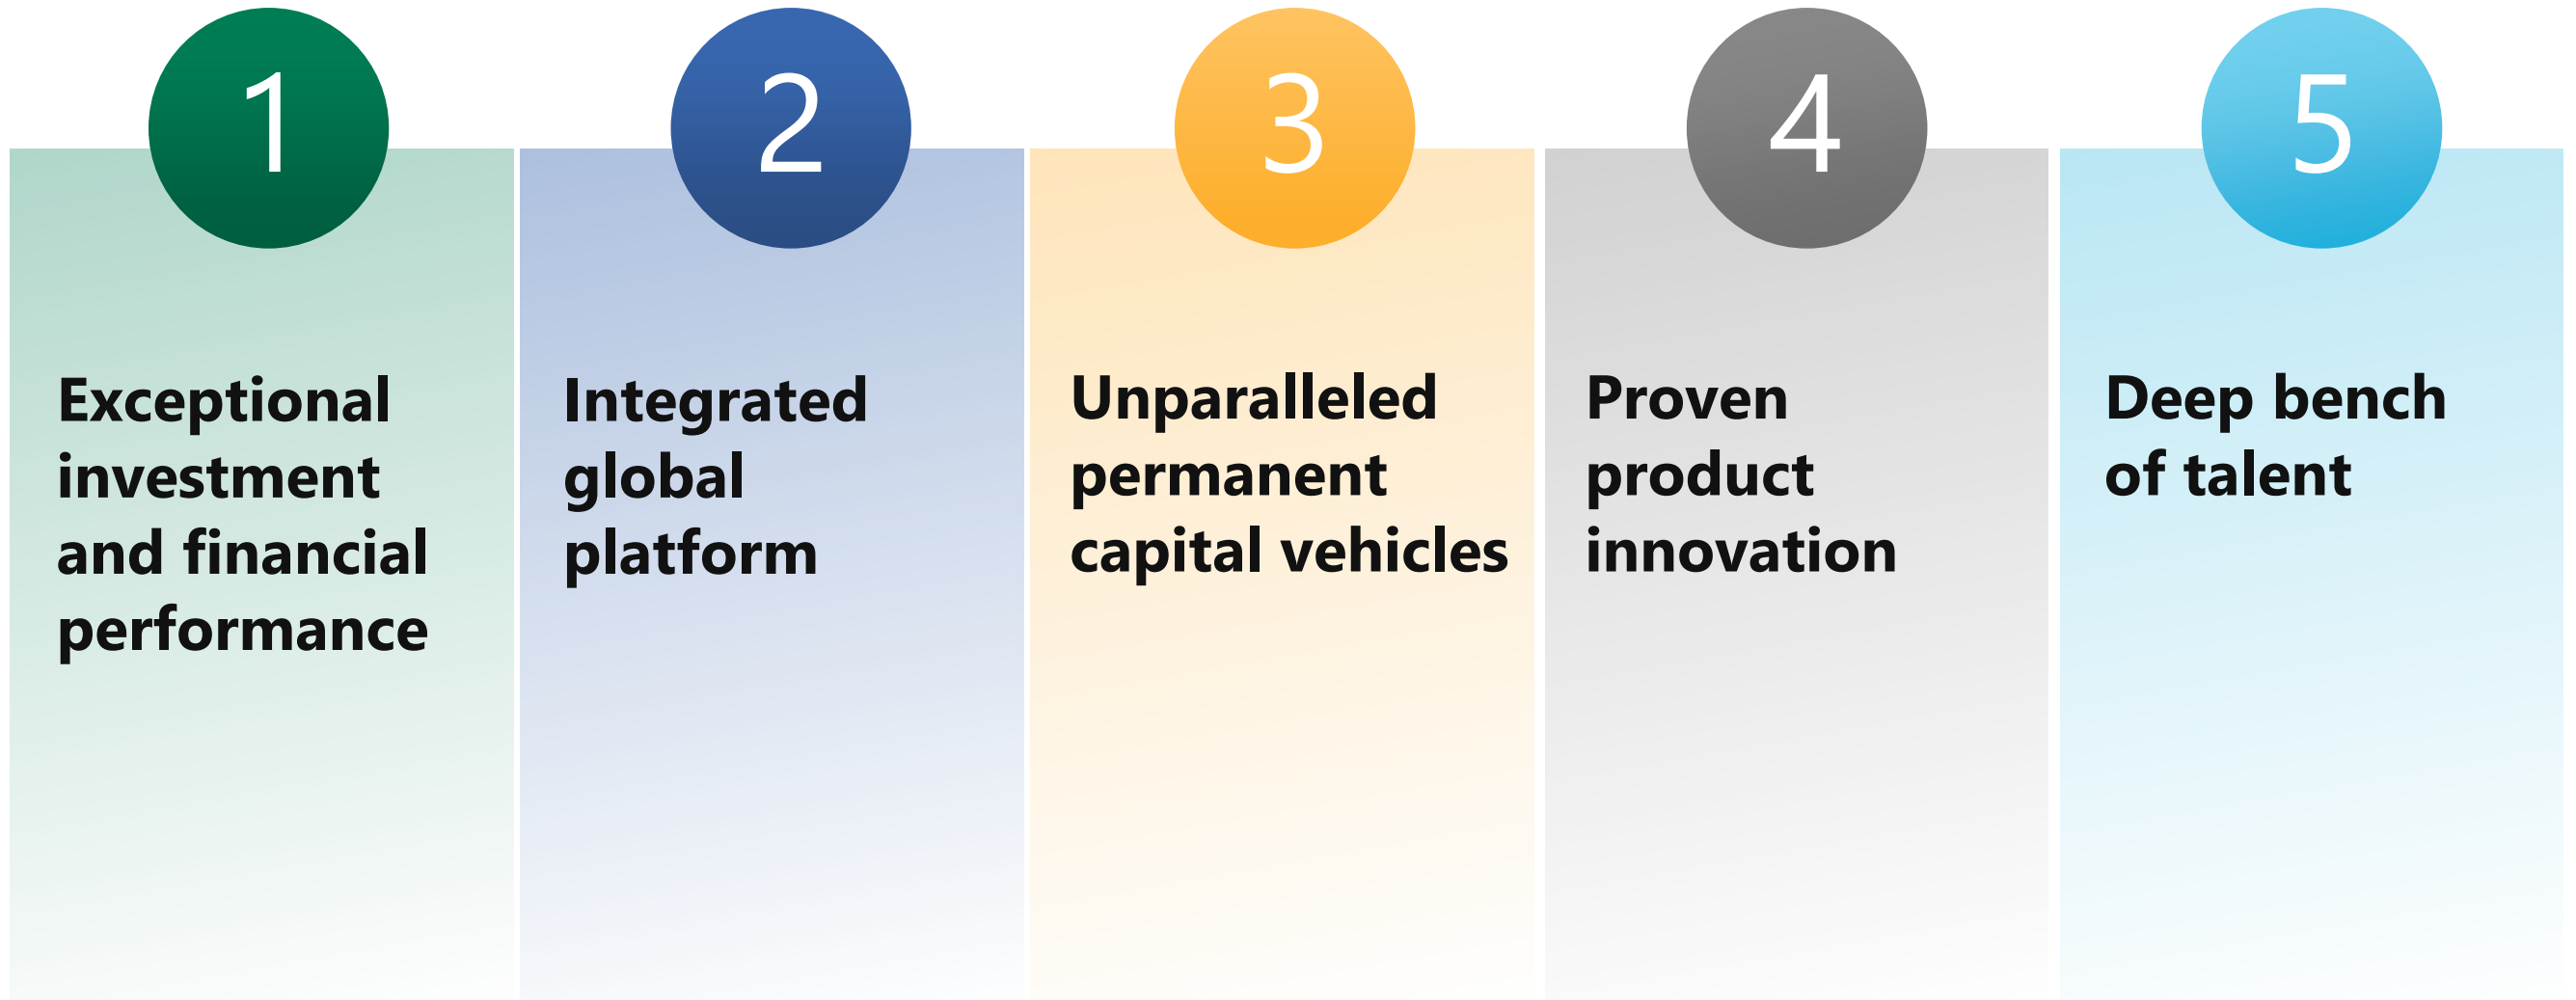 1
Exceptional
investment
and financial
performance
2
Integrated
global
platform
3
Unparalleled
permanent
capital vehicles
4
Proven
product
innovation
5
Deep bench
of talent